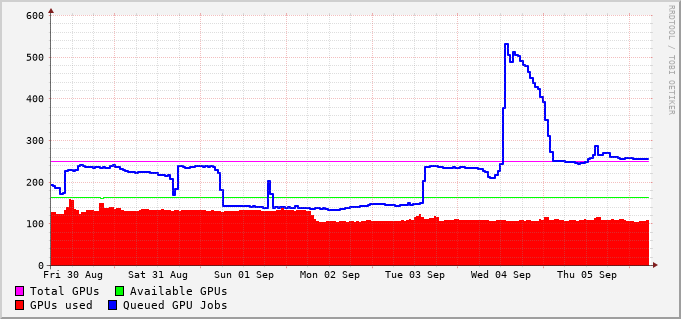 600
500
400
300
200
100
0
Fri 30 Aug Sat 31 Aug Sun 01 Sep Mon 02 Sep Tue 03 Sep Wed 04 Sep Thu 05 Sep
Total GPUs Available GPUs
GPUs used Queued GPU Jobs
RRDTOOL / TOBI OETIKER